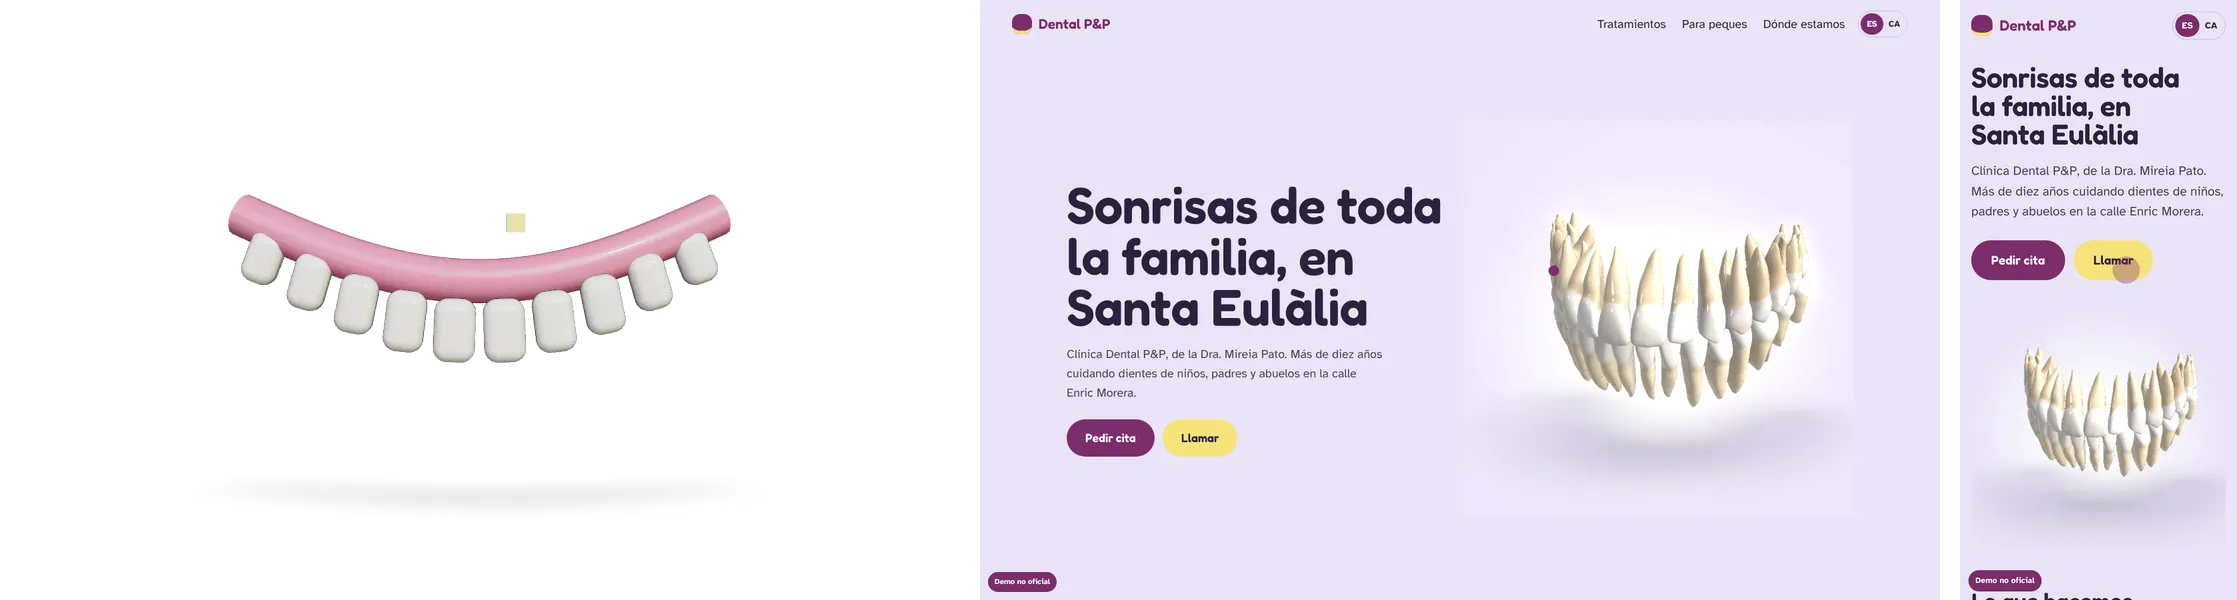 Dental P&P
Tratamientos Para peques Dónde estamos ES CA
Sonrisas de toda
la familia, en
Santa Eulàlia
Clínica Dental P&P, de la Dra. Mireia Pato. Más de diez años
cuidando dientes de niños, padres y abuelos en la calle
Enric Morera.
Pedir cita Llamar
Demo no oficial
Dental P&P ES CA
Sonrisas de toda
la familia, en
Santa Eulàlia
Clínica Dental P&P, de la Dra. Mireia Pato.
Más de diez años cuidando dientes de niños,
padres y abuelos en la calle Enric Morera.
Pedir cita Llamar
Demo no oficial
Lo que hacemos